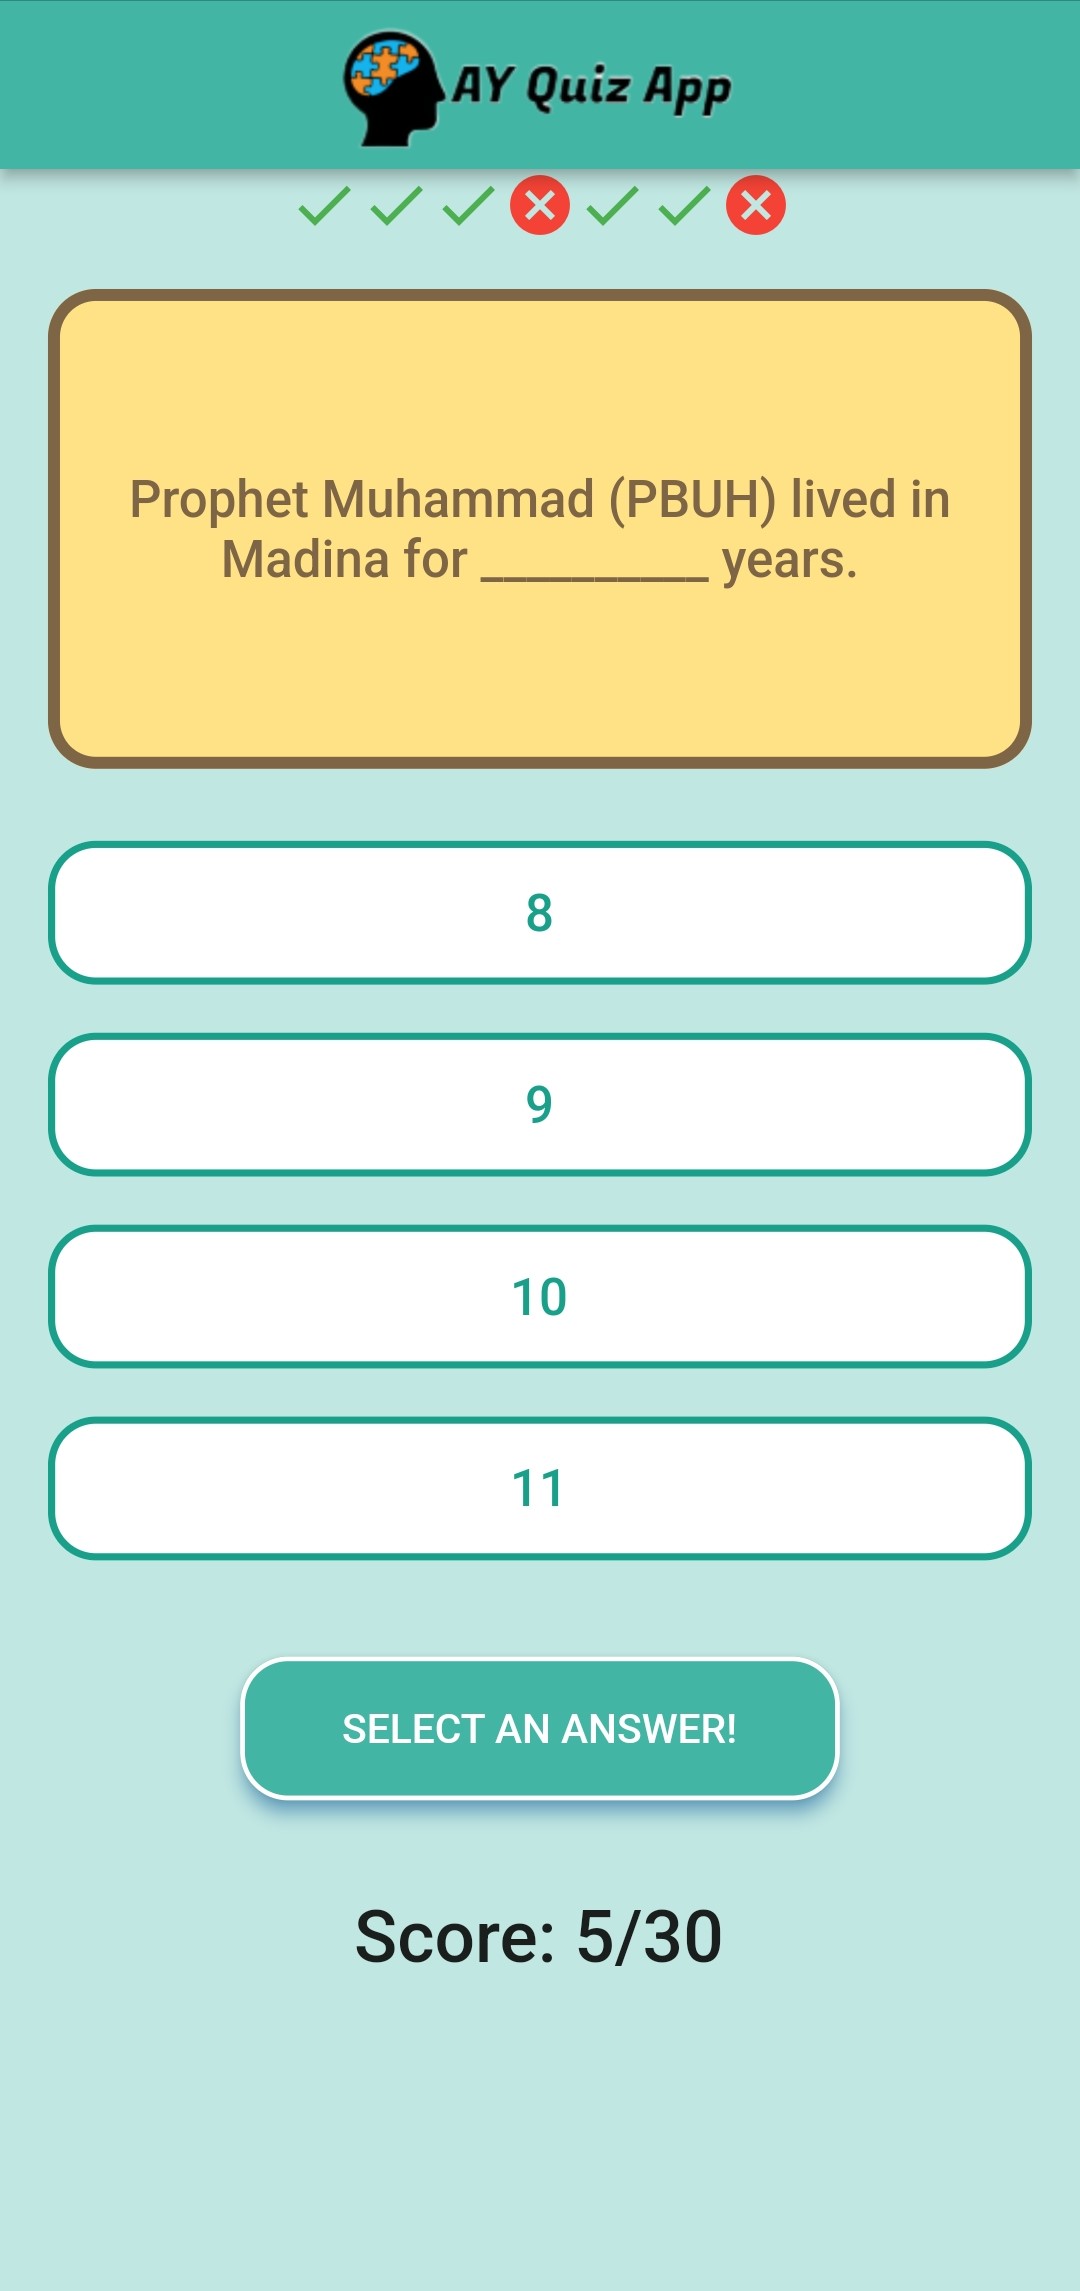 AY Quiz App
Prophet Muhammad (PBUH) lived in
Madina for __________ years.
8
9
10
11
SELECT AN ANSWER!
Score: 5/30